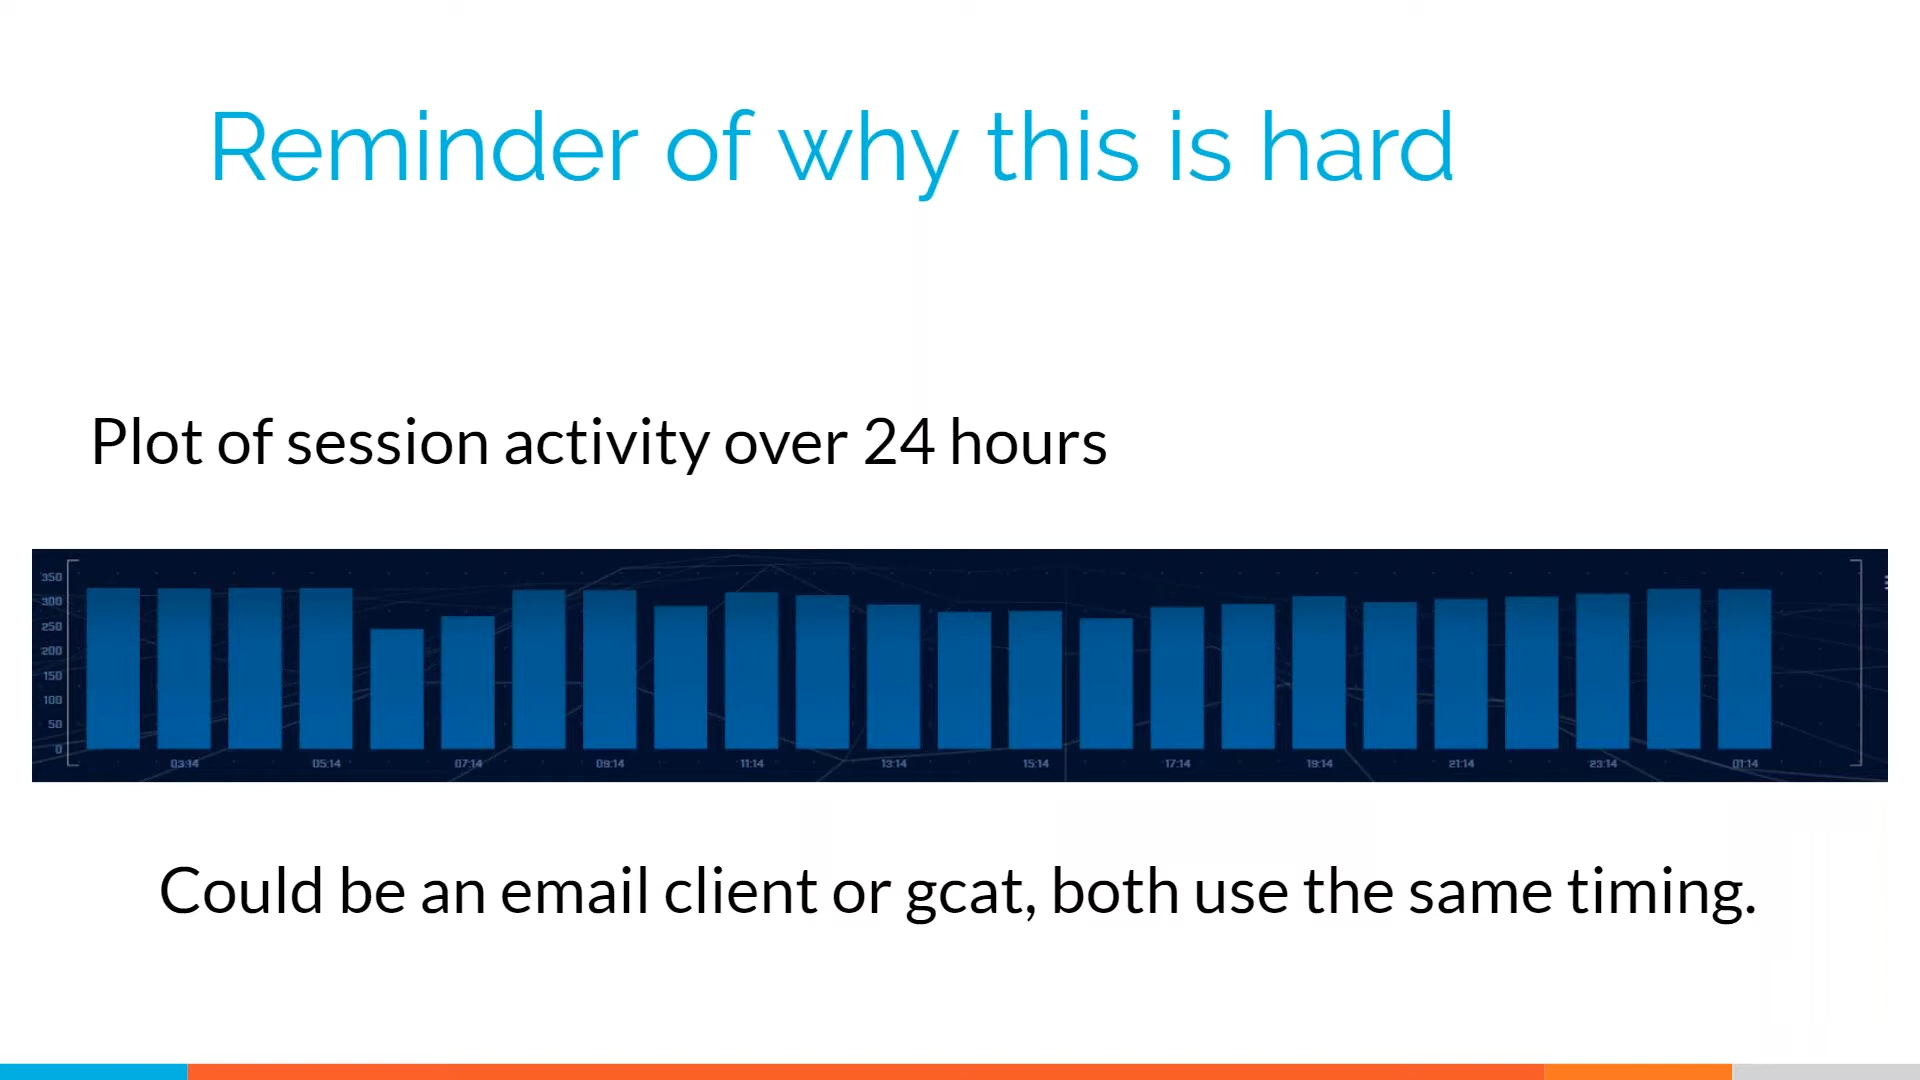 Reminder of why this is hard
Plot of session activity over 24 hours
350
300
250
200
150
100
50
0
03:14 05:14 07:14 09:14 11:14 13:14 15:14 17:14 19:14 21:14 23:14 01:14
Could be an email client or gcat, both use the same timing.